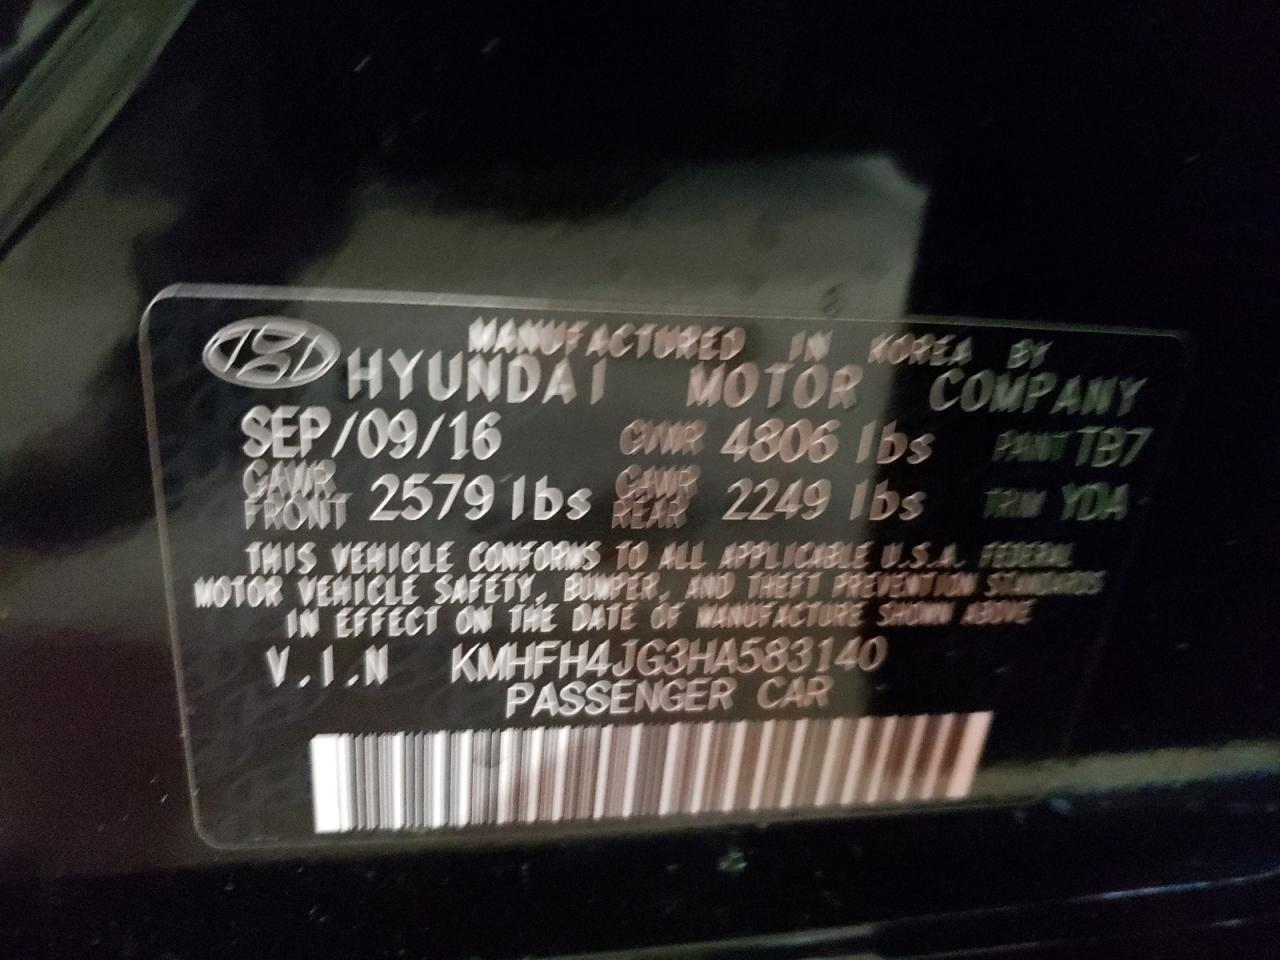 MANUFACTURED IN KOREA BY
HYUNDAI MOTOR COMPANY
SEP/09/16 GVWR 4806 lbs PAINT TB7
GAWR FRONT 2579 lbs GAWR REAR 2249 lbs TRIM YDA
THIS VEHICLE CONFORMS TO ALL APPLICABLE U.S.A. FEDERAL
MOTOR VEHICLE SAFETY, BUMPER, AND THEFT PREVENTION STANDARDS
IN EFFECT ON THE DATE OF MANUFACTURE SHOWN ABOVE
V.I.N KMHFH4JG3HA583140
PASSENGER CAR